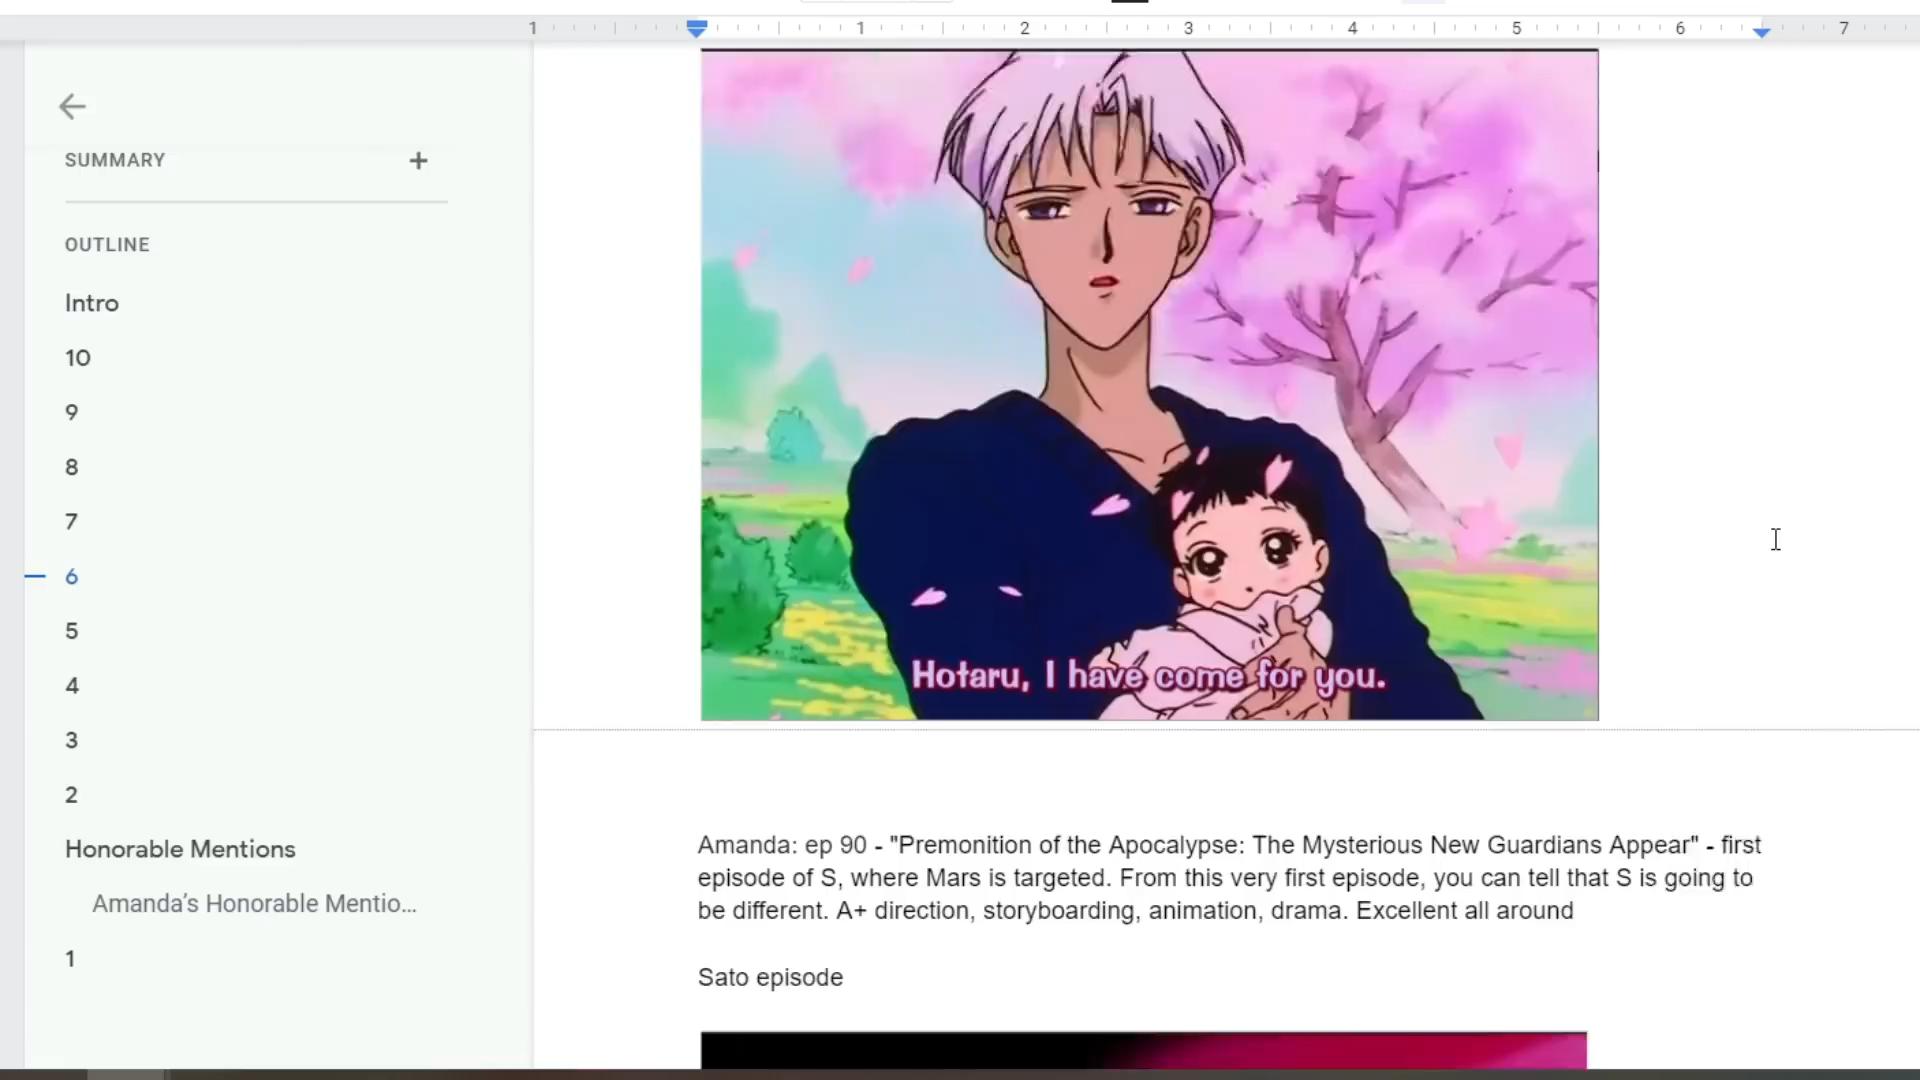 1 1 2 3 4 5 6 7
SUMMARY
OUTLINE
Intro
10
9
8
7
6
5
4
3
2
Honorable Mentions
Amanda’s Honorable Mentio...
1
Hotaru, I have come for you.
Amanda: ep 90 - "Premonition of the Apocalypse: The Mysterious New Guardians Appear" - first
episode of S, where Mars is targeted. From this very first episode, you can tell that S is going to
be different. A+ direction, storyboarding, animation, drama. Excellent all around
Sato episode